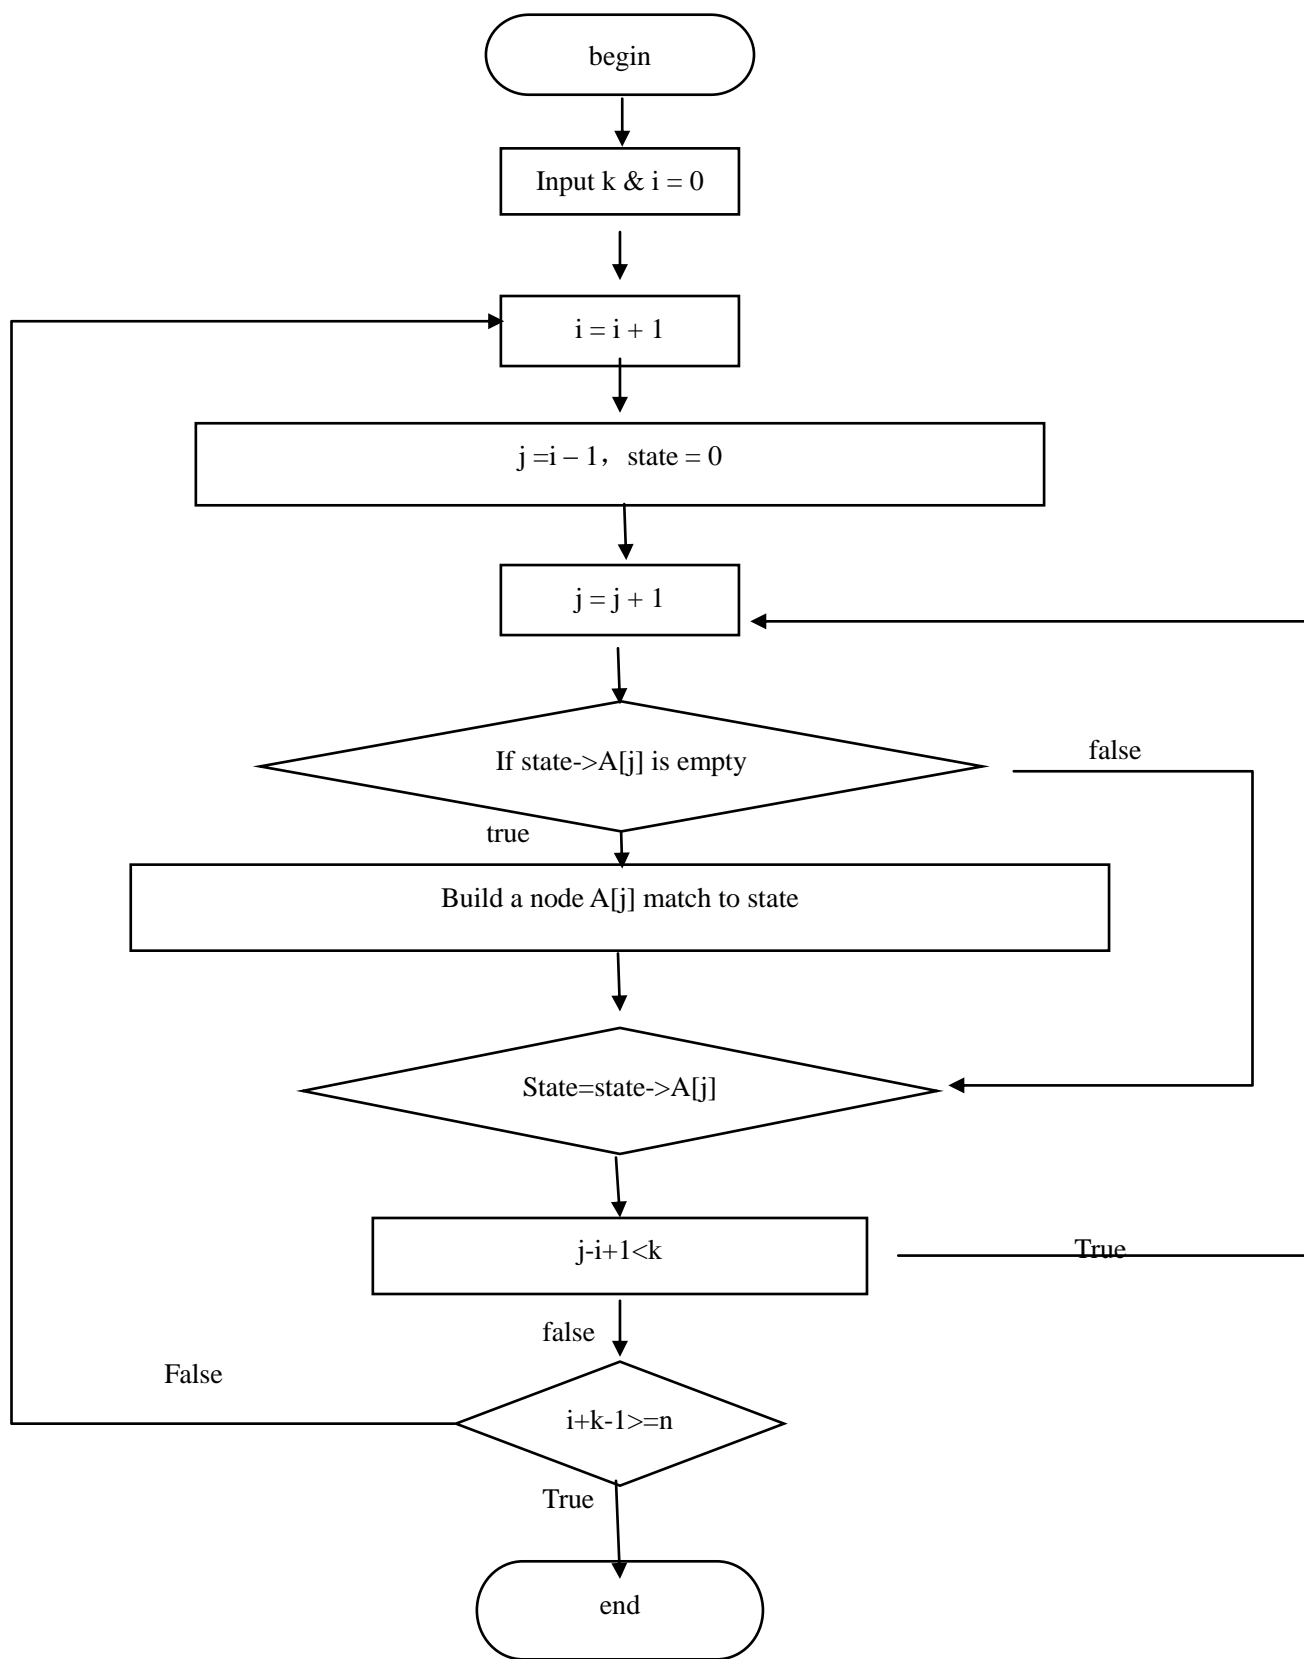 begin
Input k & i = 0
i = i + 1
j =i – 1，state = 0
j = j + 1
If state->A[j] is empty
false
true
Build a node A[j] match to state
State=state->A[j]
j-i+1<k
True
false
False
i+k-1>=n
True
end